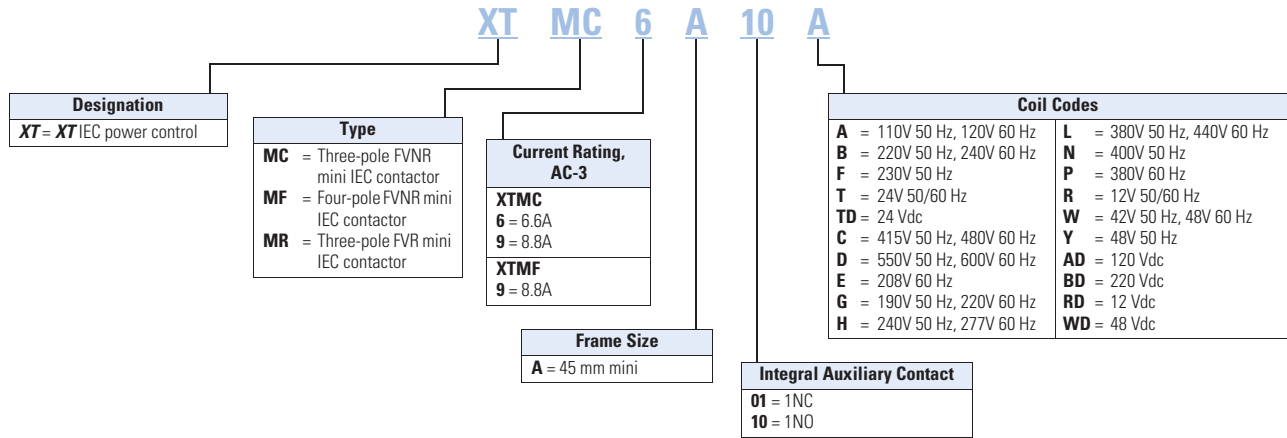 XT MC 6 A 10 A
Designation
XT = XT IEC power control
Type
MC = Three-pole FVNR
mini IEC contactor
MF = Four-pole FVNR mini
IEC contactor
MR = Three-pole FVR mini
IEC contactor
Current Rating,
AC-3
XTMC
6 = 6.6A
9 = 8.8A
XTMF
9 = 8.8A
Frame Size
A = 45 mm mini
Integral Auxiliary Contact
01 = 1NC
10 = 1NO
Coil Codes
A = 110V 50 Hz, 120V 60 Hz
B = 220V 50 Hz, 240V 60 Hz
F = 230V 50 Hz
T = 24V 50/60 Hz
TD = 24 Vdc
C = 415V 50 Hz, 480V 60 Hz
D = 550V 50 Hz, 600V 60 Hz
E = 208V 60 Hz
G = 190V 50 Hz, 220V 60 Hz
H = 240V 50 Hz, 277V 60 Hz
L = 380V 50 Hz, 440V 60 Hz
N = 400V 50 Hz
P = 380V 60 Hz
R = 12V 50/60 Hz
W = 42V 50 Hz, 48V 60 Hz
Y = 48V 50 Hz
AD = 120 Vdc
BD = 220 Vdc
RD = 12 Vdc
WD = 48 Vdc